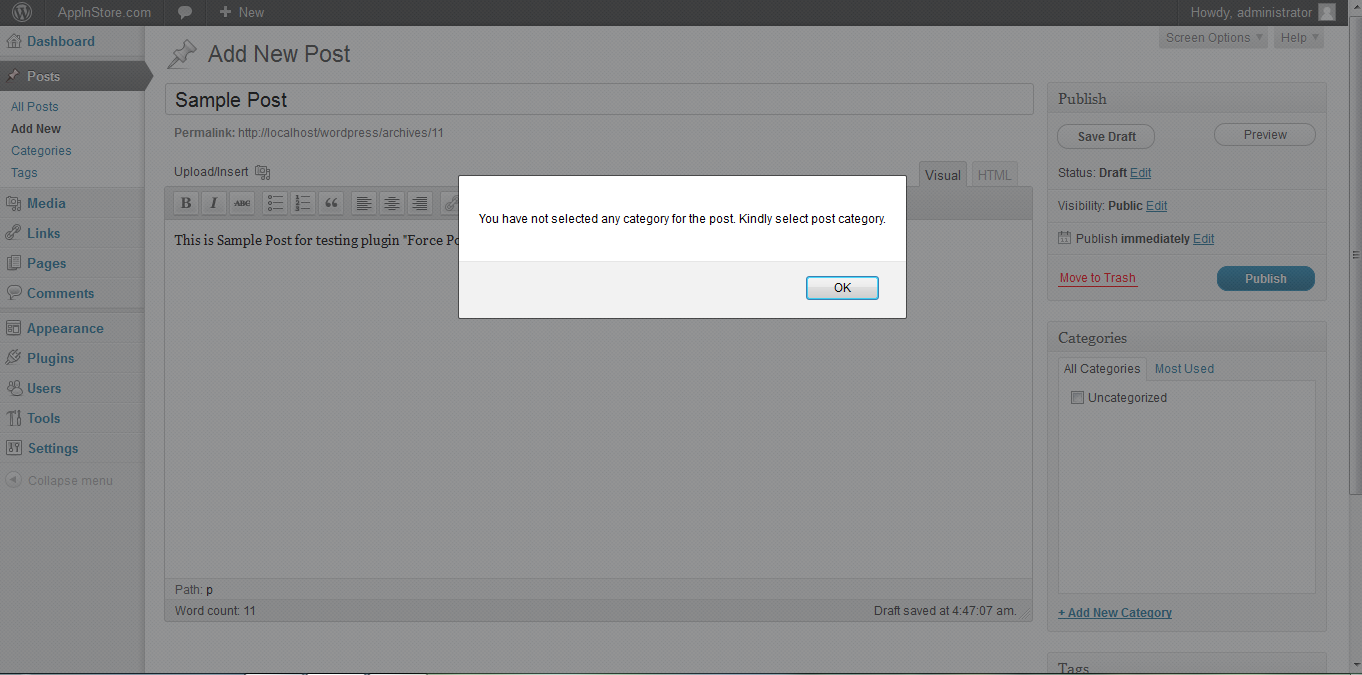 AppInStore.com
New
Howdy, administrator
Dashboard
Posts
All Posts
Add New
Categories
Tags
Media
Links
Pages
Comments
Appearance
Plugins
Users
Tools
Settings
Collapse menu
Screen Options
Help
Add New Post
Sample Post
Permalink: http://localhost/wordpress/archives/11
Upload/Insert
Visual
HTML
B I ABC
This is Sample Post for testing plugin "Force Po
You have not selected any category for the post. Kindly select post category.
OK
Path: p
Word count: 11
Draft saved at 4:47:07 am.
Publish
Save Draft
Preview
Status: Draft Edit
Visibility: Public Edit
Publish immediately Edit
Move to Trash
Publish
Categories
All Categories
Most Used
Uncategorized
+ Add New Category
Tags